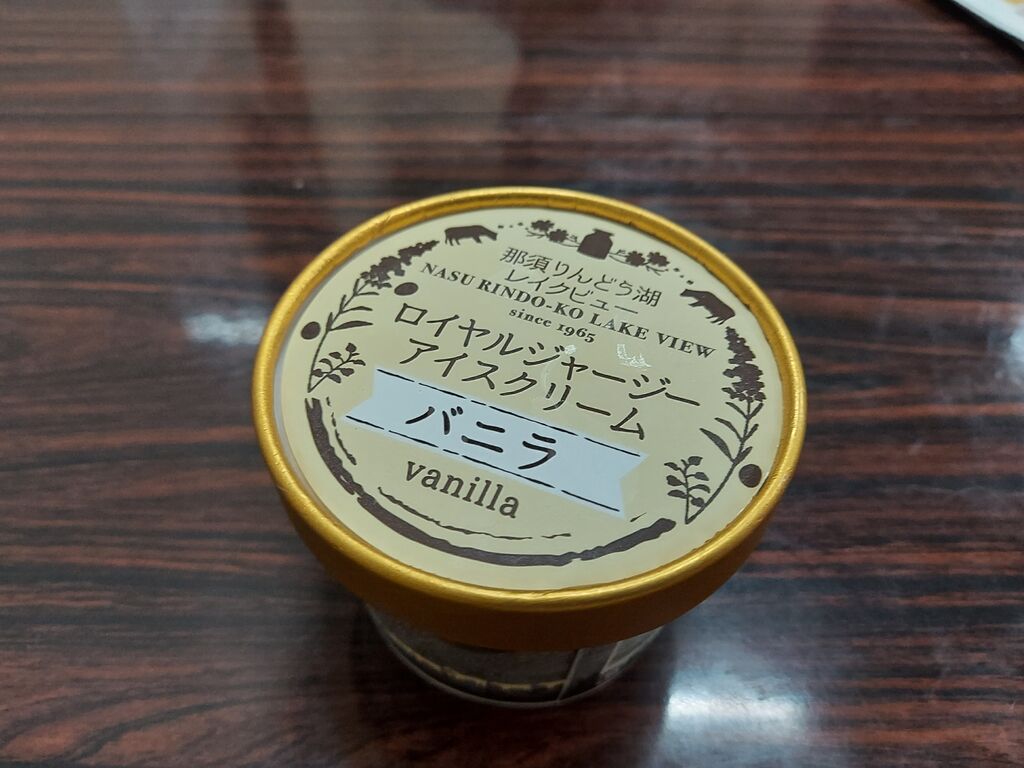 那須りんどう湖
レイクビュー
NASU RINDO-KO LAKE VIEW
since 1965
ロイヤルジャージー
アイスクリーム
バニラ
vanilla